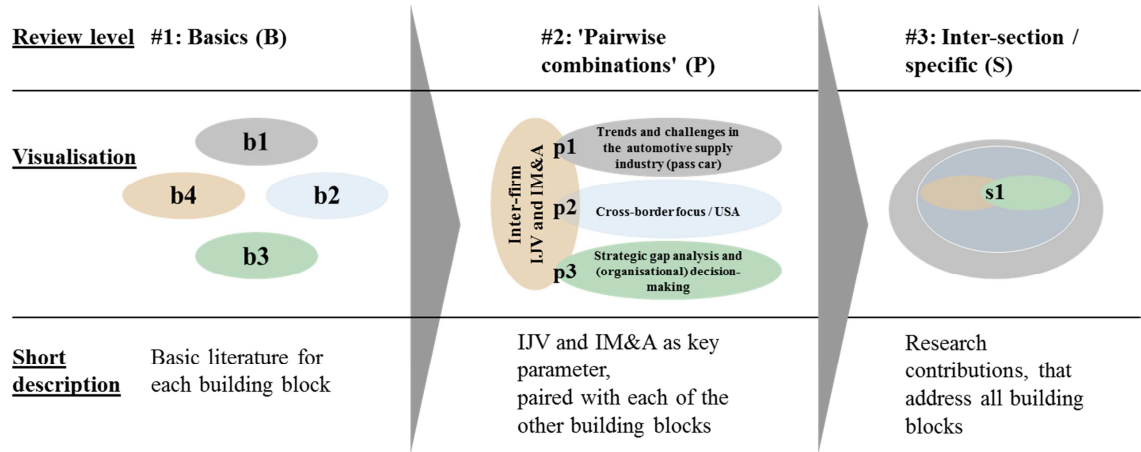 Review level
#1: Basics (B)
#2: 'Pairwise
combinations' (P)
#3: Inter-section /
specific (S)
Visualisation
b1
b4
b2
b3
Inter-firm
IJV and IM&A
p1
Trends and challenges in
the automotive supply
industry (pass car)
p2
Cross-border focus / USA
p3
Strategic gap analysis and
(organisational) decision-
making
s1
Short
description
Basic literature for
each building block
IJV and IM&A as key
parameter,
paired with each of the
other building blocks
Research
contributions, that
address all building
blocks